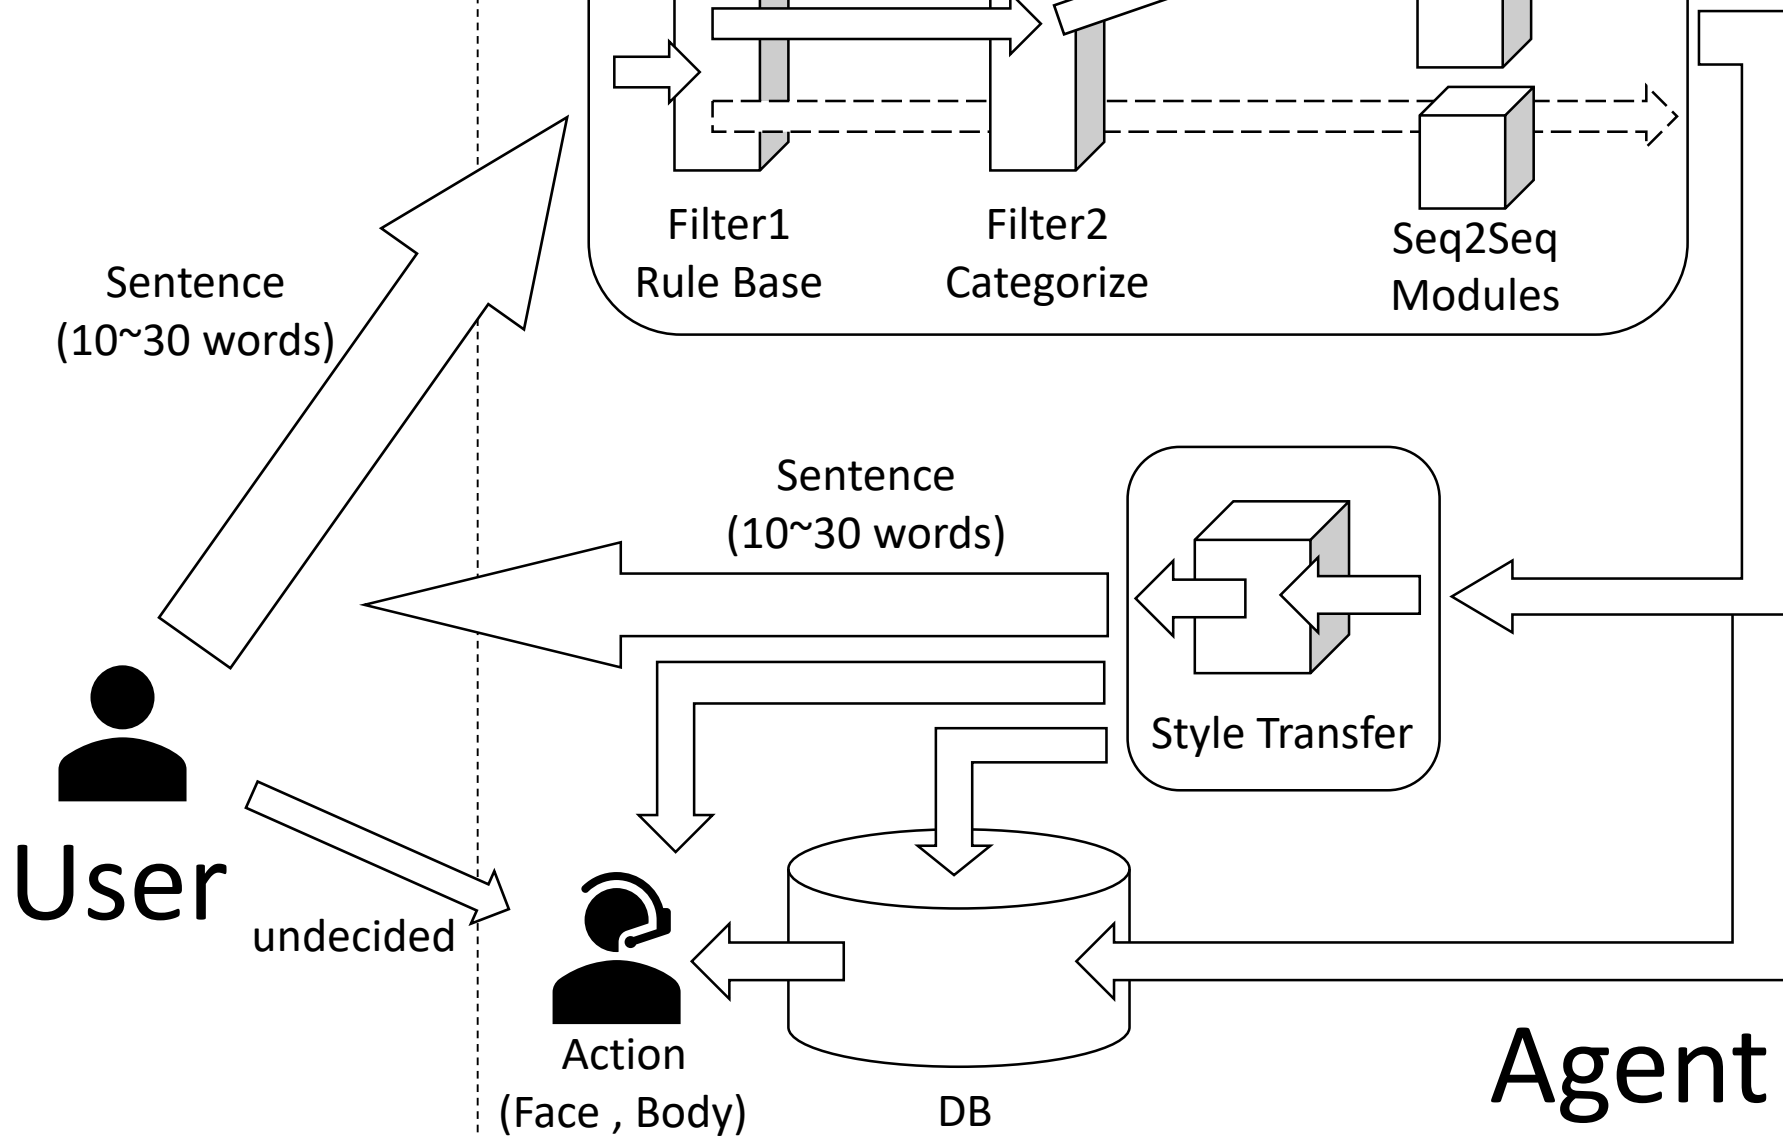 Filter1
Rule Base
Filter2
Categorize
Seq2Seq
Modules
Sentence
(10~30 words)
Sentence
(10~30 words)
Style Transfer
User
undecided
Action
(Face , Body)
DB
Agent